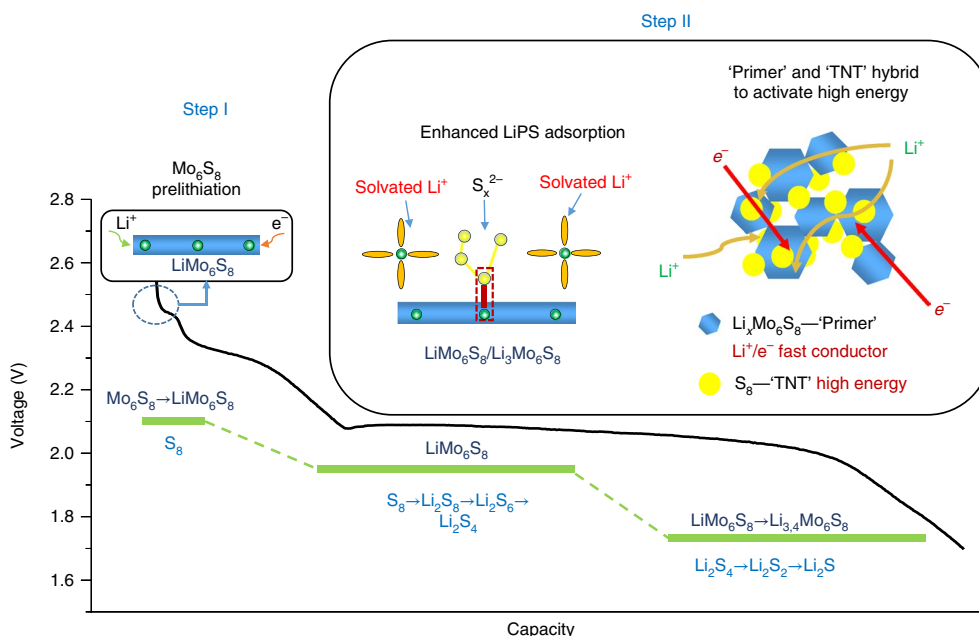 Step II
Step I
'Primer' and 'TNT' hybrid
to activate high energy
Enhanced LiPS adsorption
Mo₆S₈
prelithiation
Solvated Li⁺
Sₓ²⁻
Solvated Li⁺
e⁻
Li⁺
Li⁺
e⁻
LiMo₆S₈
Li⁺
e⁻
LiMo₆S₈/Li₃Mo₆S₈
LiₓMo₆S₈—'Primer'
Li⁺/e⁻ fast conductor
S₈—'TNT' high energy
Voltage (V)
2.8
2.6
2.4
2.2
2.0
1.8
1.6
Mo₆S₈→LiMo₆S₈
S₈
LiMo₆S₈
S₈→Li₂S₈→Li₂S₆→
Li₂S₄
LiMo₆S₈→Li₃,₄Mo₆S₈
Li₂S₄→Li₂S₂→Li₂S
Capacity